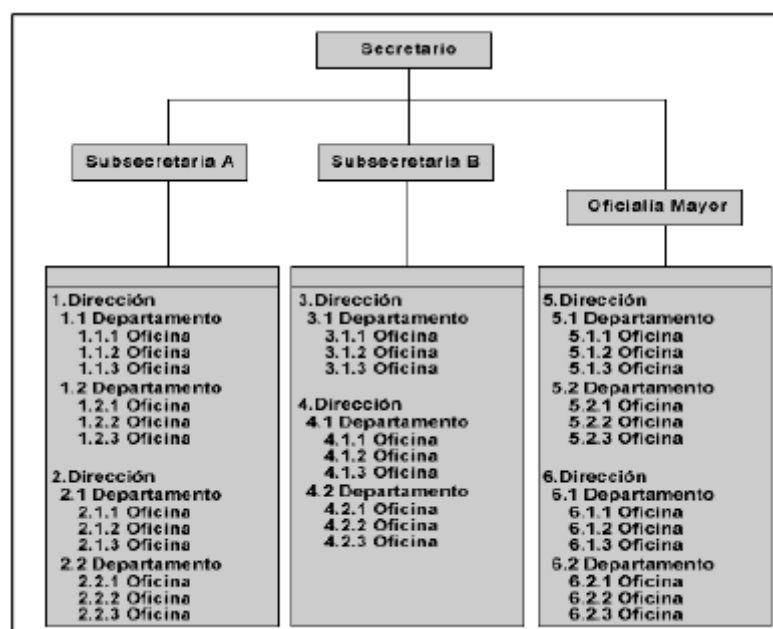 Secretario
Subsecretaria A
Subsecretaria B
Oficialía Mayor
1.Dirección
1.1 Departamento
1.1.1 Oficina
1.1.2 Oficina
1.1.3 Oficina
1.2 Departamento
1.2.1 Oficina
1.2.2 Oficina
1.2.3 Oficina
2.Dirección
2.1 Departamento
2.1.1 Oficina
2.1.2 Oficina
2.1.3 Oficina
2.2 Departamento
2.2.1 Oficina
2.2.2 Oficina
2.2.3 Oficina
3.Dirección
3.1 Departamento
3.1.1 Oficina
3.1.2 Oficina
3.1.3 Oficina
4.Dirección
4.1 Departamento
4.1.1 Oficina
4.1.2 Oficina
4.1.3 Oficina
4.2 Departamento
4.2.1 Oficina
4.2.2 Oficina
4.2.3 Oficina
5.Dirección
5.1 Departamento
5.1.1 Oficina
5.1.2 Oficina
5.1.3 Oficina
5.2 Departamento
5.2.1 Oficina
5.2.2 Oficina
5.2.3 Oficina
6.Dirección
6.1 Departamento
6.1.1 Oficina
6.1.2 Oficina
6.1.3 Oficina
6.2 Departamento
6.2.1 Oficina
6.2.2 Oficina
6.2.3 Oficina